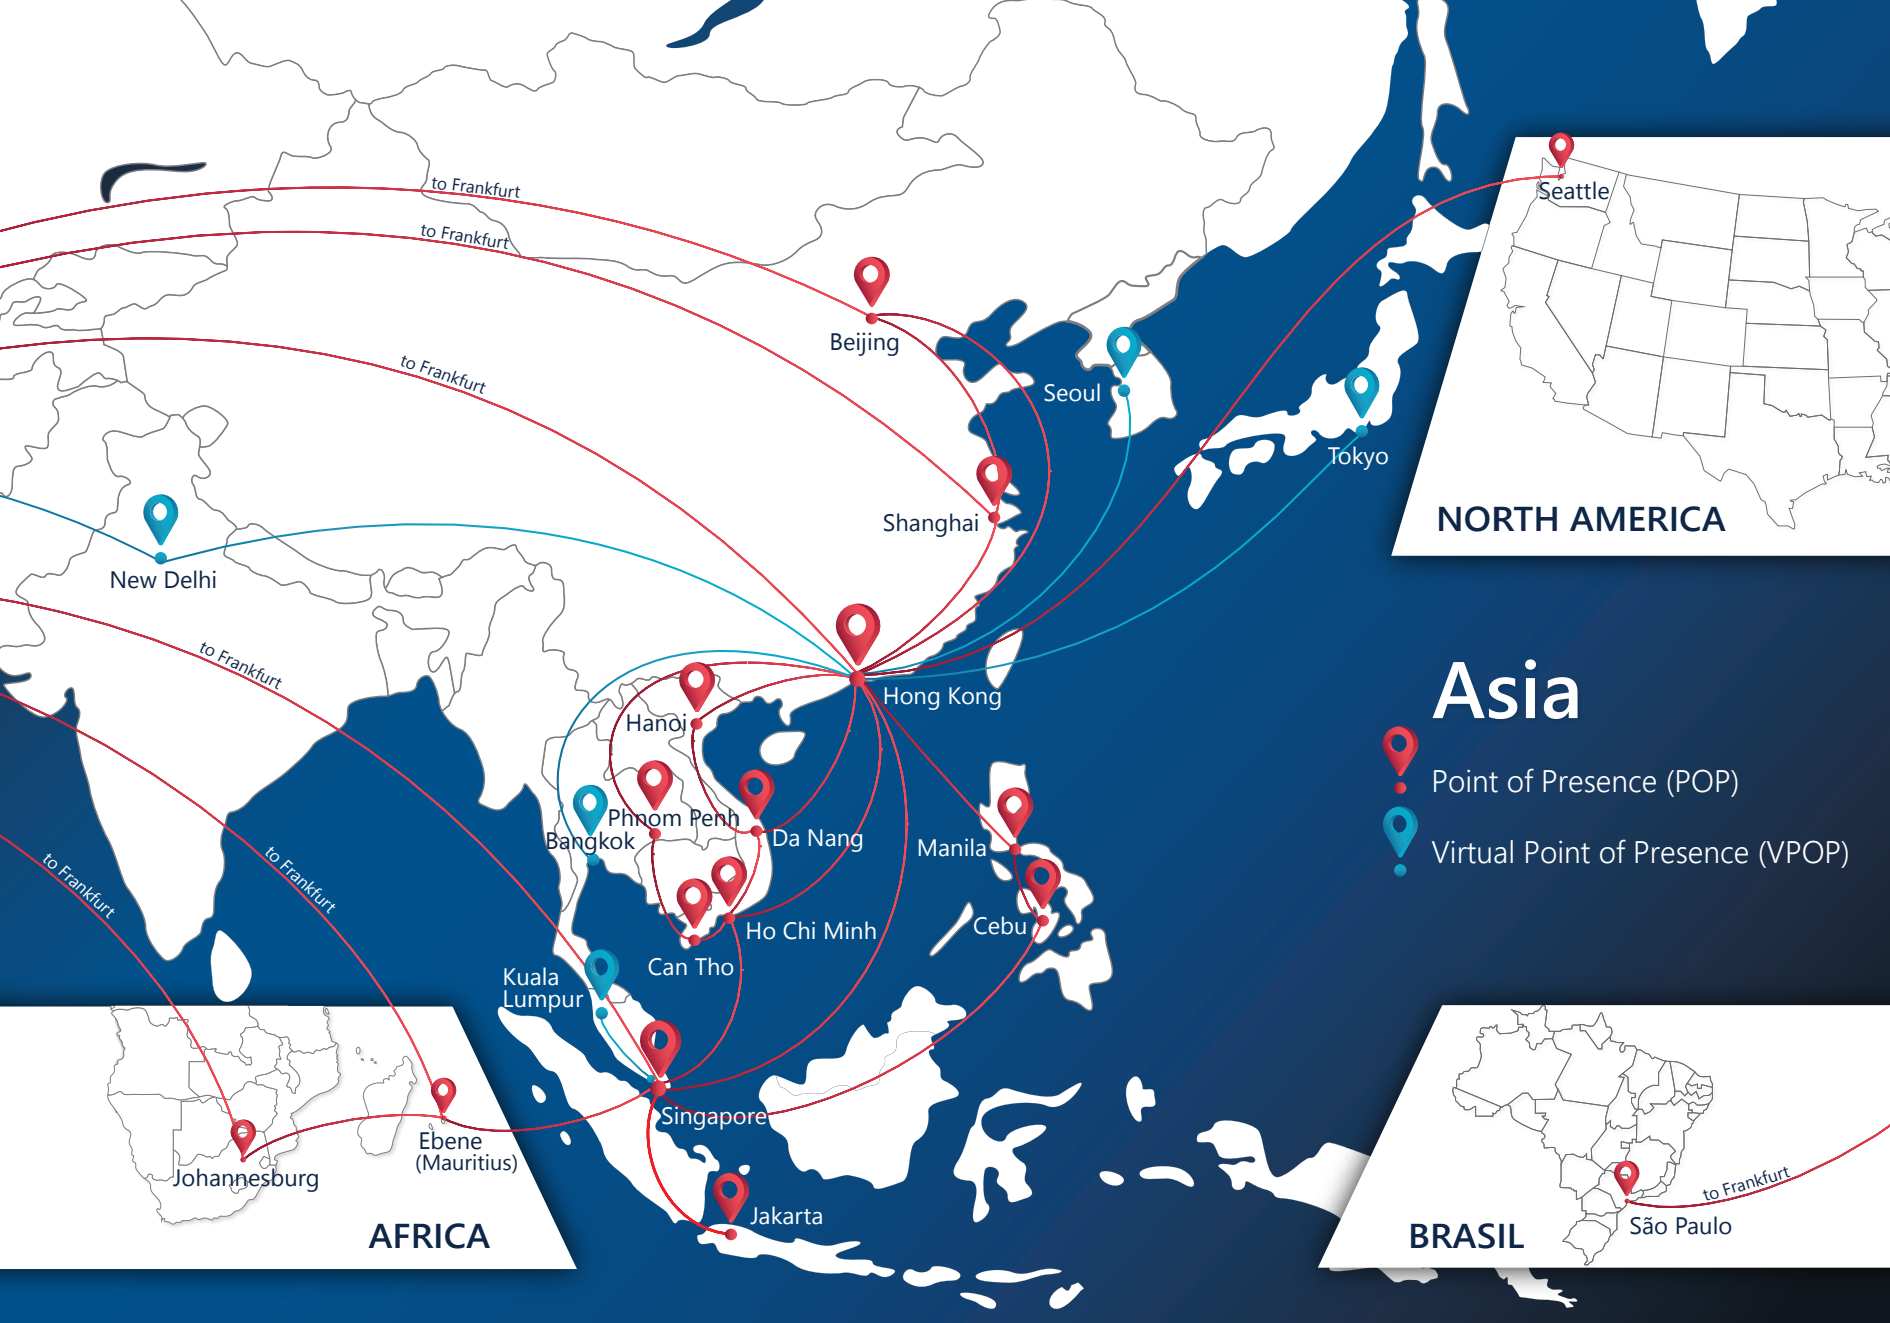 to Frankfurt
Seattle
to Frankfurt
Beijing
to Frankfurt
Seoul
Tokyo
NORTH AMERICA
Shanghai
New Delhi
to Frankfurt
Hong Kong
Hanoi
Asia
Point of Presence (POP)
Phnom Penh
Bangkok
Da Nang
Manila
Virtual Point of Presence (VPOP)
to Frankfurt
to Frankfurt
Cebu
Ho Chi Minh
Can Tho
Kuala
Lumpur
Singapore
Ebene
(Mauritius)
Johannesburg
AFRICA
Jakarta
to Frankfurt
São Paulo
BRASIL